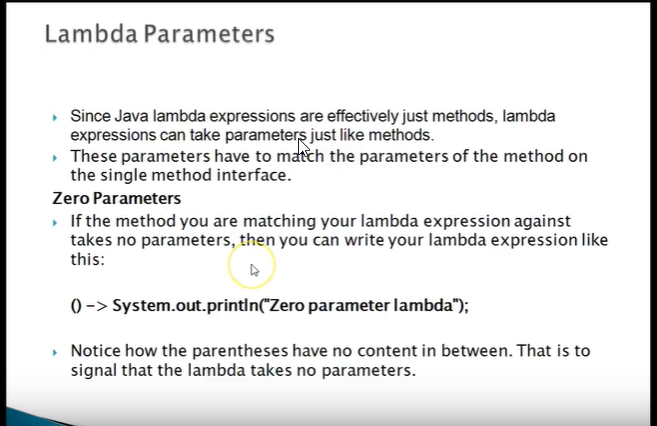 Lambda Parameters
Since Java lambda expressions are effectively just methods, lambda
expressions can take parameters just like methods.
These parameters have to match the parameters of the method on
the single method interface.
Zero Parameters
If the method you are matching your lambda expression against
takes no parameters, then you can write your lambda expression like
this:
() –> System.out.println("Zero parameter lambda");
Notice how the parentheses have no content in between. That is to
signal that the lambda takes no parameters.